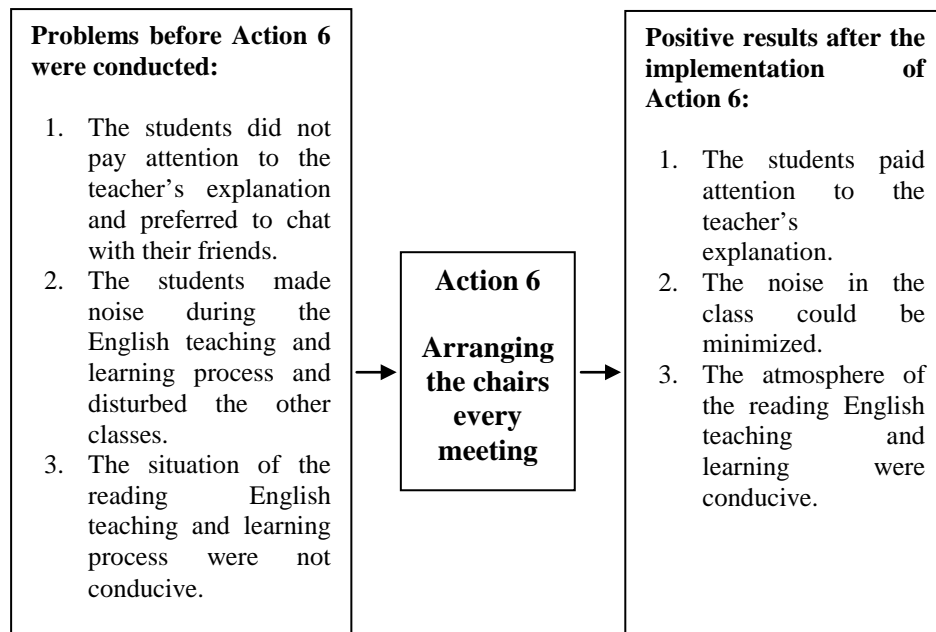 Problems before Action 6
were conducted:
1. The students did not
pay attention to the
teacher’s explanation
and preferred to chat
with their friends.
2. The students made
noise during the
English teaching and
learning process and
disturbed the other
classes.
3. The situation of the
reading English
teaching and learning
process were not
conducive.
Action 6
Arranging
the chairs
every
meeting
Positive results after the
implementation of
Action 6:
1. The students paid
attention to the
teacher’s
explanation.
2. The noise in the
class could be
minimized.
3. The atmosphere of
the reading English
teaching and
learning were
conducive.